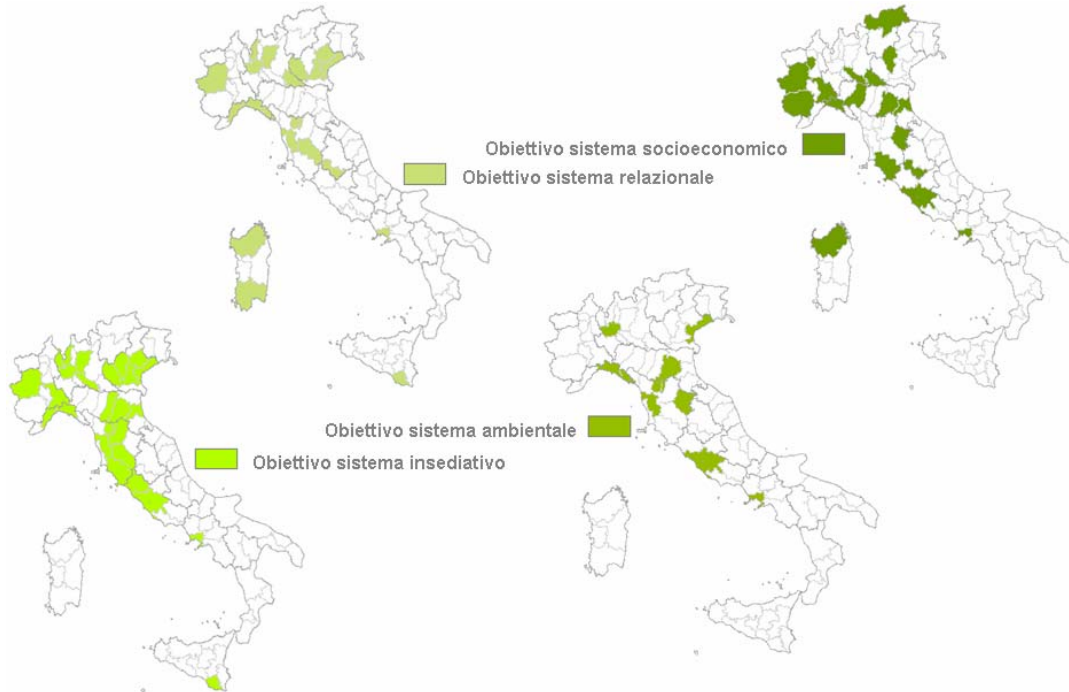 Obiettivo sistema socioeconomico
Obiettivo sistema relazionale
Obiettivo sistema ambientale
Obiettivo sistema insediativo